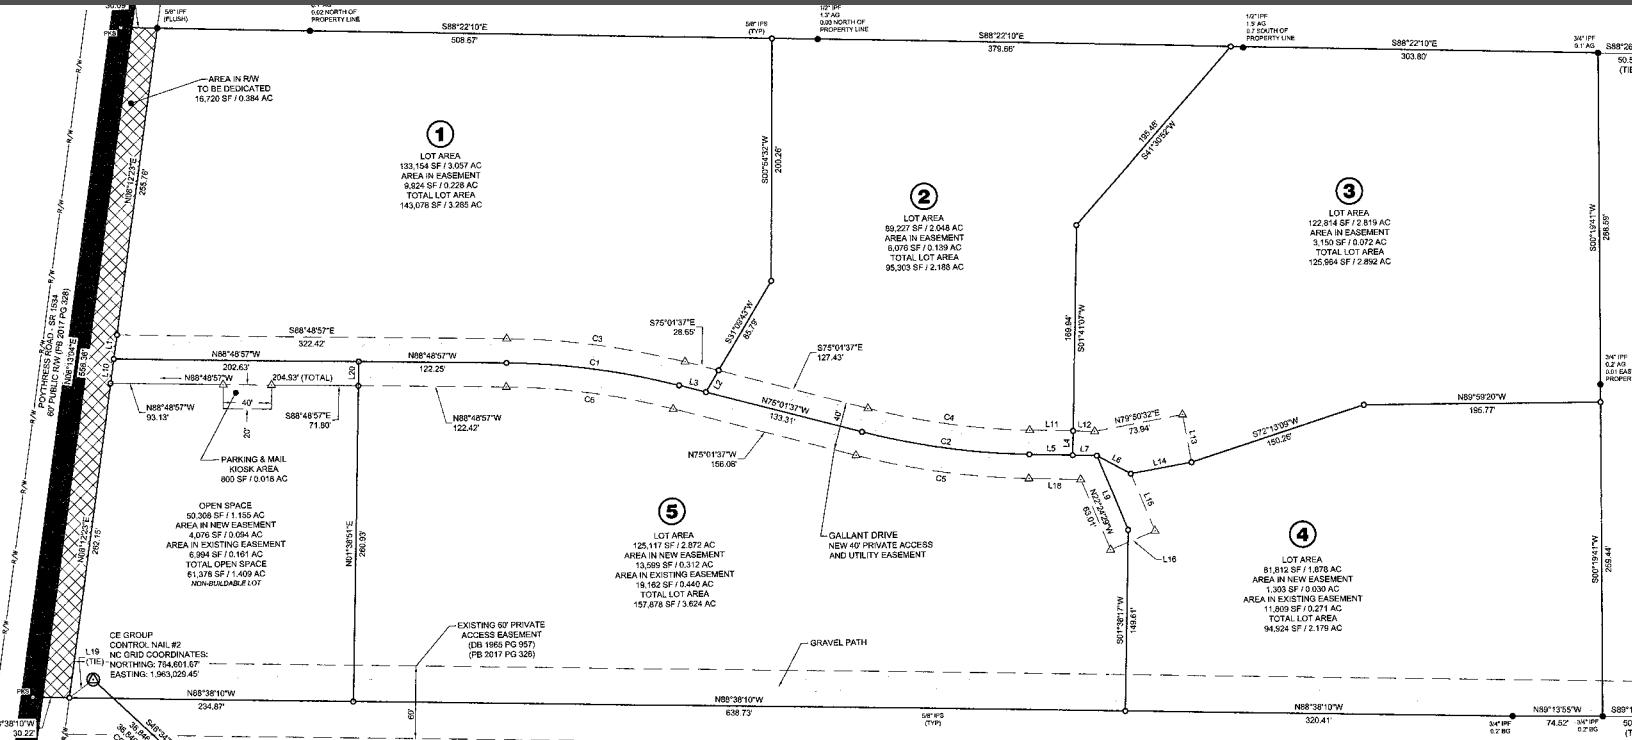 5/8" IPF
(FLUSH)
0.02 NORTH OF
PROPERTY LINE
S88°22'10"E
508.67'
5/8" IPS
(TYP)
1/2" IPF
1.3' AG
0.03 NORTH OF
PROPERTY LINE
S88°22'10"E
379.66'
1/2" IPF
1.5' AG
0.7 SOUTH OF
PROPERTY LINE
S88°22'10"E
303.80'
3/4" IPF
0.1' AG
PKS
R/W
R/W
R/W
R/W
R/W
R/W
AREA IN R/W
TO BE DEDICATED
16,720 SF / 0.384 AC
N08°12'23"E
255.76'
1
LOT AREA
133,154 SF / 3.057 AC
AREA IN EASEMENT
9,924 SF / 0.228 AC
TOTAL LOT AREA
143,078 SF / 3.285 AC
S00°54'32"W
200.26'
2
LOT AREA
89,227 SF / 2.048 AC
AREA IN EASEMENT
6,076 SF / 0.139 AC
TOTAL LOT AREA
95,303 SF / 2.188 AC
195.48'
S41°30'52"W
3
LOT AREA
122,814 SF / 2.819 AC
AREA IN EASEMENT
3,150 SF / 0.072 AC
TOTAL LOT AREA
125,964 SF / 2.892 AC
S00°19'41"W
288.59'
169.94'
S01°41'07"W
S31°09'43"W
85.79'
POYTHRESS ROAD - SR 1534
60' PUBLIC R/W (PB 2017 PG 328)
N08°13'04"E
558.36'
L1
L10
S88°48'57"E
322.42'
C3
S75°01'37"E
28.65'
N88°48'57"W
202.63'
N88°48'57"W
122.25'
C1
S75°01'37"E
127.43'
N88°48'57"W
204.93' (TOTAL)
L20
L3
L2
40'
20'
N88°48'57"W
93.13'
S88°48'57"E
71.80'
N88°48'57"W
122.42'
C6
N75°01'37"W
133.31'
40'
C4
L11
L12
L4
N79°50'32"E
73.94'
L13
N89°59'20"W
195.77'
3/4" IPF
0.2' AG
S72°13'09"W
150.26'
C2
L5
L7
L6
L14
N75°01'37"W
156.06'
C5
L18
L9
L15
N22°24'29"W
63.01'
L16
PARKING & MAIL
KIOSK AREA
800 SF / 0.018 AC
OPEN SPACE
50,308 SF / 1.155 AC
AREA IN NEW EASEMENT
4,076 SF / 0.094 AC
AREA IN EXISTING EASEMENT
6,994 SF / 0.161 AC
TOTAL OPEN SPACE
61,378 SF / 1.409 AC
NON-BUILDABLE LOT
N08°12'23"E
262.15'
N01°38'51"E
260.93'
5
LOT AREA
125,117 SF / 2.872 AC
AREA IN NEW EASEMENT
13,599 SF / 0.312 AC
AREA IN EXISTING EASEMENT
19,162 SF / 0.440 AC
TOTAL LOT AREA
157,878 SF / 3.624 AC
GALLANT DRIVE
NEW 40' PRIVATE ACCESS
AND UTILITY EASEMENT
4
LOT AREA
81,812 SF / 1.878 AC
AREA IN NEW EASEMENT
1,303 SF / 0.030 AC
AREA IN EXISTING EASEMENT
11,809 SF / 0.271 AC
TOTAL LOT AREA
94,924 SF / 2.179 AC
S00°19'41"W
259.44'
S01°38'17"W
149.61'
CE GROUP
CONTROL NAIL #2
NC GRID COORDINATES:
NORTHING: 764,601.67'
EASTING: 1,963,029.45'
L19
(TIE)
EXISTING 60' PRIVATE
ACCESS EASEMENT
(DB 1965 PG 957)
(PB 2017 PG 328)
GRAVEL PATH
PKS
N88°38'10"W
234.87'
60'
N88°38'10"W
638.73'
5/8" IPS
(TYP)
N88°38'10"W
320.41'
3/4" IPF
0.2' BG
N89°13'55"W
74.52'
3/4" IPF
0.2' BG
30.22'